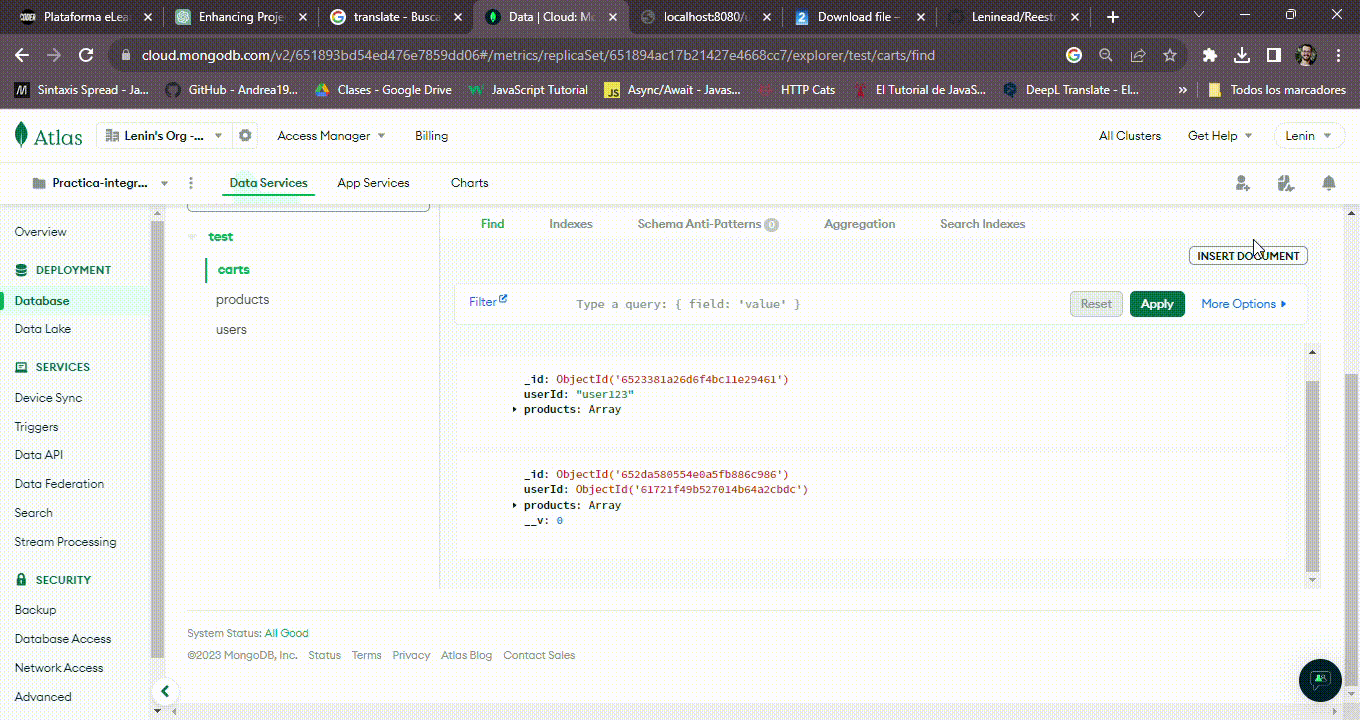 Plataforma eLea
Enhancing Proje
translate - Busca
Data | Cloud: Mo
localhost:8080/u
Download file –
Leninead/Reestr
cloud.mongodb.com/v2/651893bd54ed476e7859dd06#/metrics/replicaSet/651894ac17b21427e4668cc7/explorer/test/carts/find
Sintaxis Spread - Ja...
GitHub - Andrea19...
Clases - Google Drive
JavaScript Tutorial
Async/Await - Javas...
HTTP Cats
El Tutorial de JavaS...
DeepL Translate - El...
»
Todos los marcadores
Atlas
Lenin's Org -...
Access Manager
Billing
All Clusters
Get Help
Lenin
Practica-integr...
Data Services
App Services
Charts
Overview
DEPLOYMENT
Database
Data Lake
SERVICES
Device Sync
Triggers
Data API
Data Federation
Search
Stream Processing
SECURITY
Backup
Database Access
Network Access
Advanced
test
carts
products
users
Find
Indexes
Schema Anti-Patterns 0
Aggregation
Search Indexes
INSERT DOCUMENT
Filter
Type a query: { field: 'value' }
Reset
Apply
More Options
_id: ObjectId('6523381a26d6f4bc11e29461')
userId: "user123"
products: Array
_id: ObjectId('652da580554e0a5fb886c986')
userId: ObjectId('61721f49b527014b64a2cbdc')
products: Array
__v: 0
System Status: All Good
©2023 MongoDB, Inc.
Status
Terms
Privacy
Atlas Blog
Contact Sales